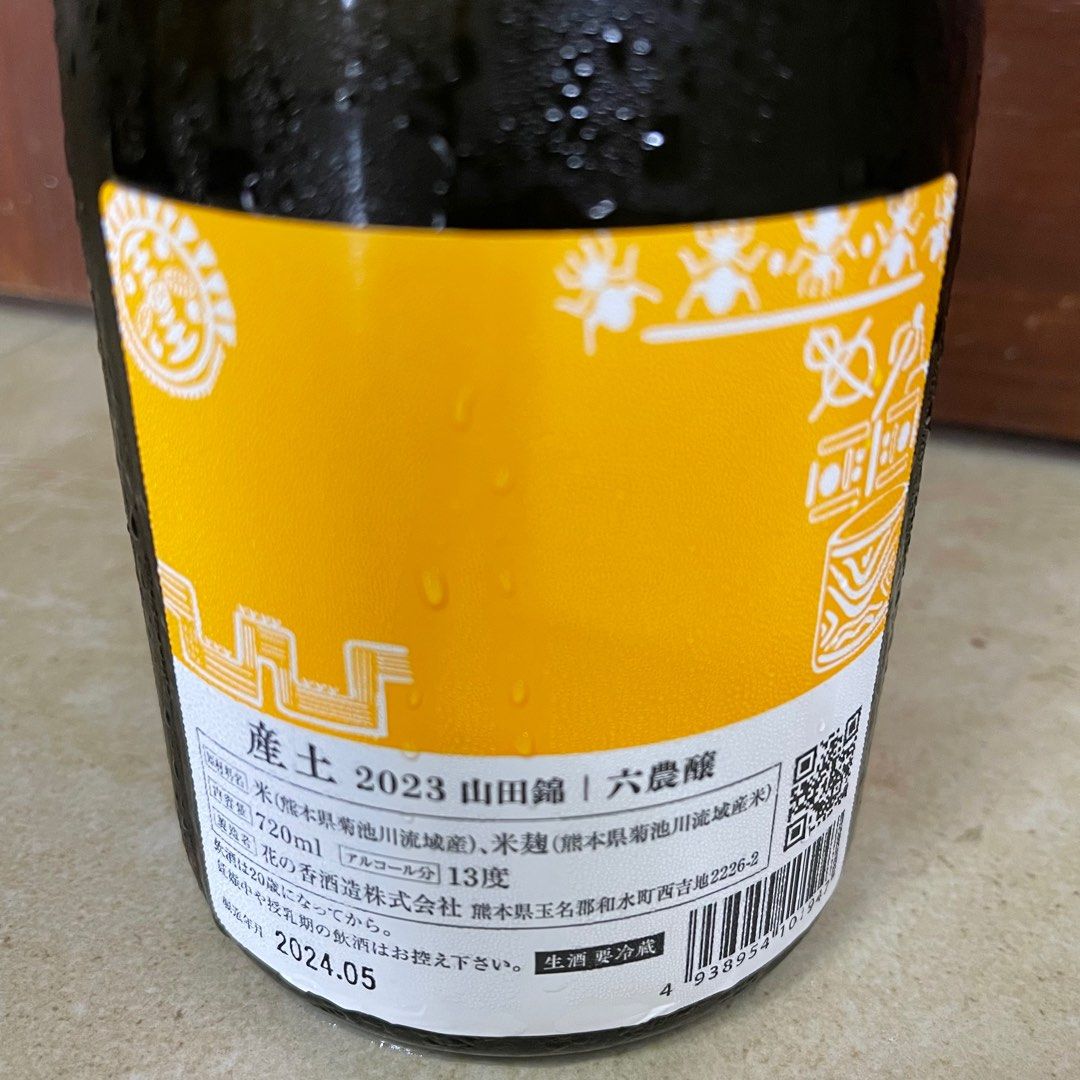 産土 2023 山田錦 | 六農醸
原材料名 米(熊本県菊池川流域産)、米麹(熊本県菊池川流域産米)
内容量 720ml アルコール分 13度
製造者名 花の香酒造株式会社 熊本県玉名郡和水町西吉地2226-2
飲酒は20歳になってから。
妊娠中や授乳期の飲酒はお控え下さい。
生酒 要冷蔵
製造年月 2024.05